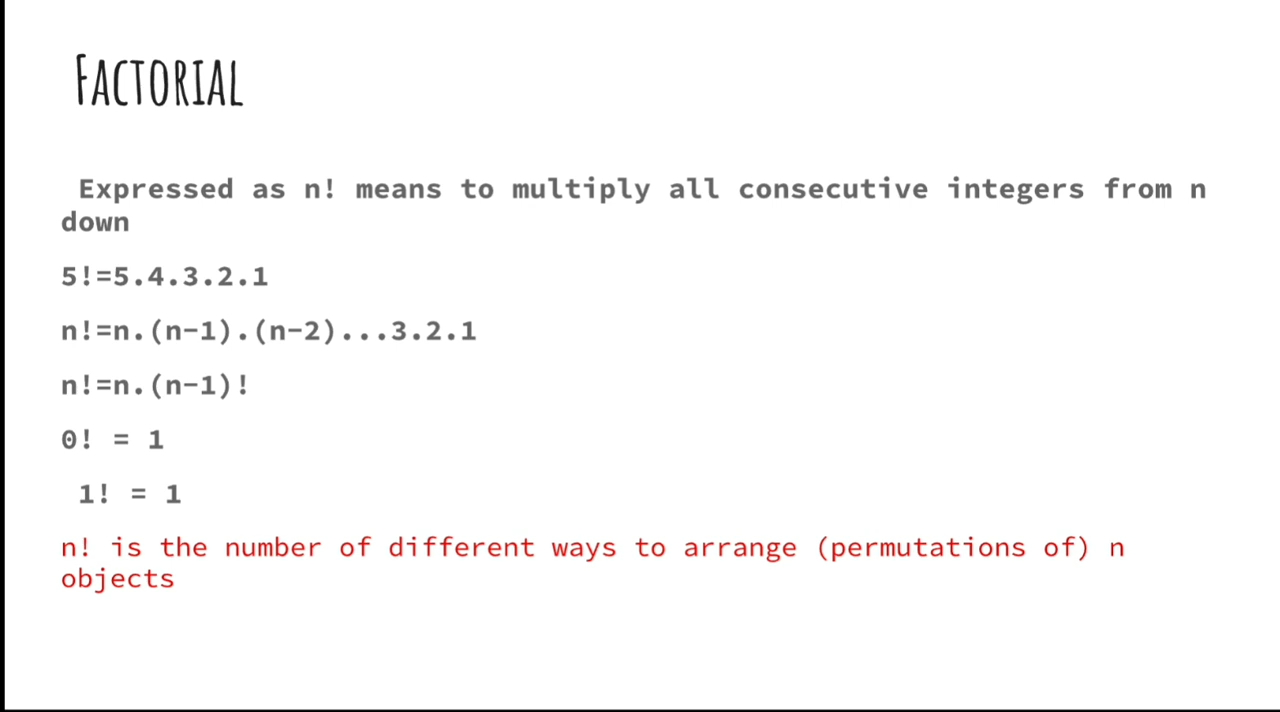 FACTORIAL
Expressed as n! means to multiply all consecutive integers from n
down
5!=5.4.3.2.1
n!=n.(n-1).(n-2)...3.2.1
n!=n.(n-1)!
0! = 1
1! = 1
n! is the number of different ways to arrange (permutations of) n
objects